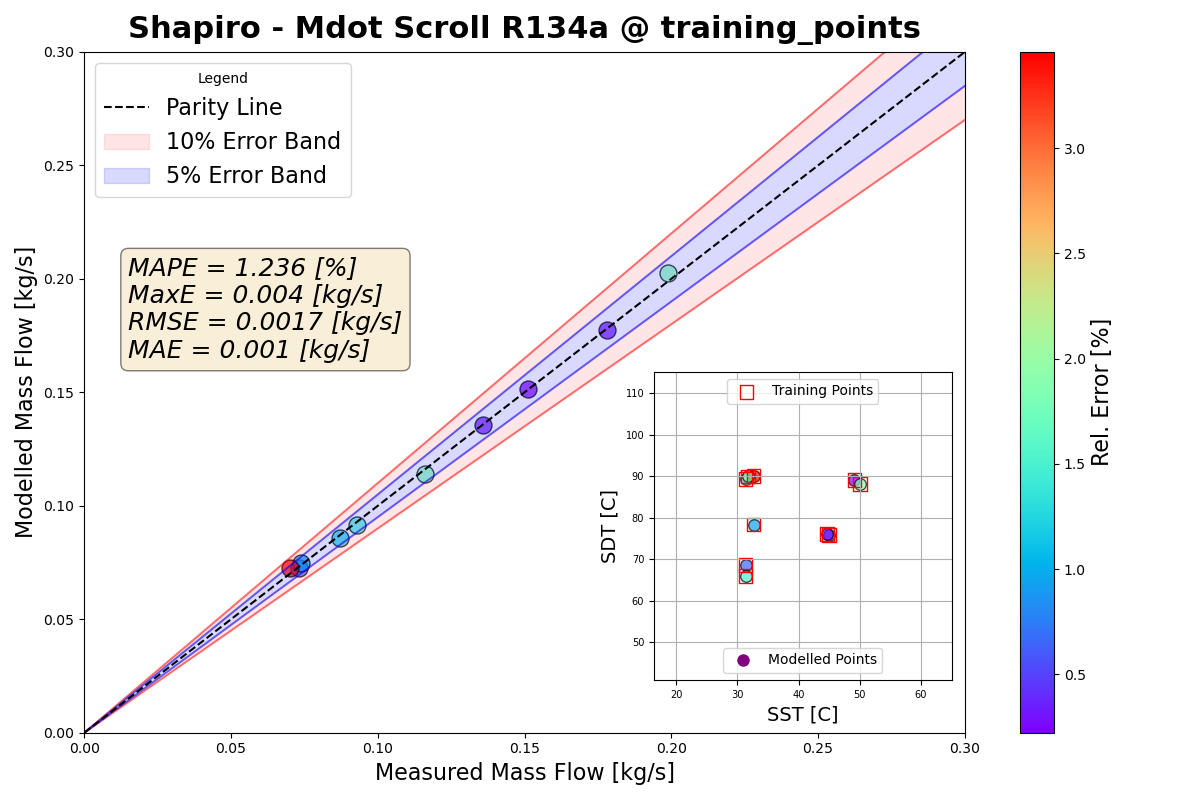 Shapiro - Mdot Scroll R134a @ training_points
Legend
Parity Line
10% Error Band
5% Error Band
MAPE = 1.236 [%]
MaxE = 0.004 [kg/s]
RMSE = 0.0017 [kg/s]
MAE = 0.001 [kg/s]
Modelled Mass Flow [kg/s]
0.30
0.25
0.20
0.15
0.10
0.05
0.00
0.00 0.05 0.10 0.15 0.20 0.25 0.30
Measured Mass Flow [kg/s]
Training Points
SDT [C]
110
100
90
80
70
60
50
Modelled Points
20 30 40 50 60
SST [C]
3.0
2.5
2.0
1.5
1.0
0.5
Rel. Error [%]